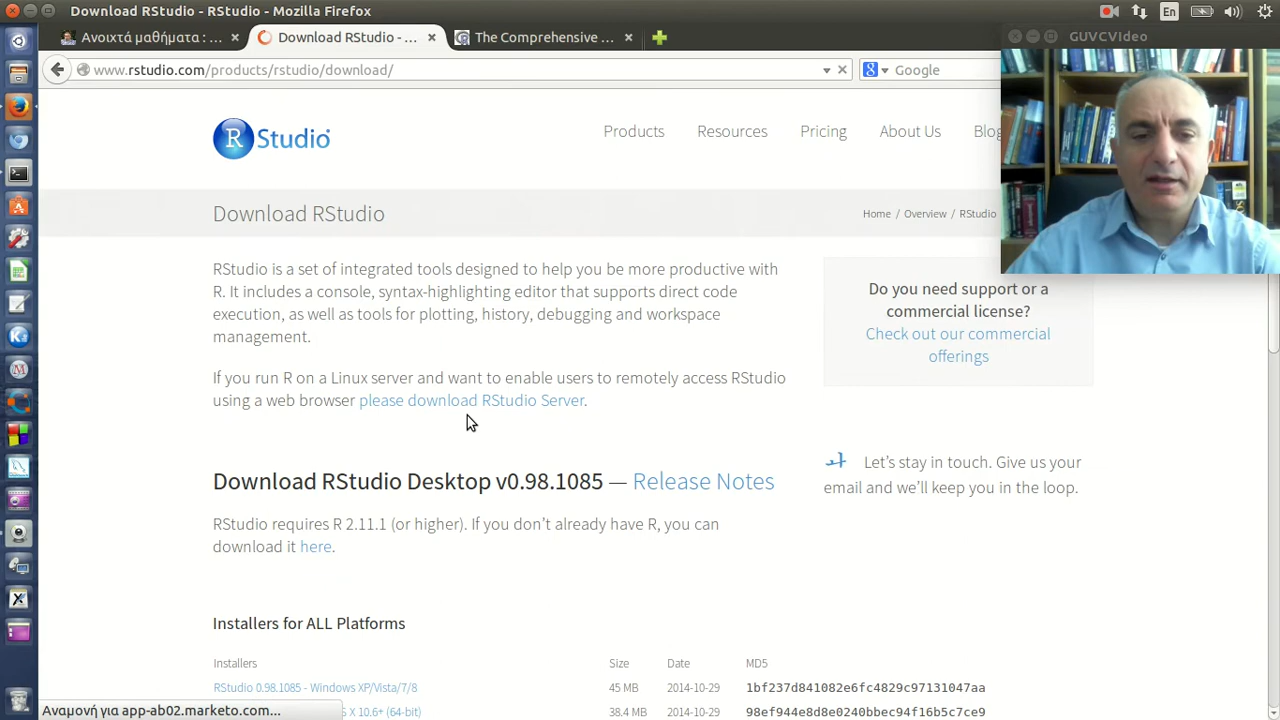 Download RStudio - RStudio - Mozilla Firefox
En
Ανοιχτά μαθήματα : ...
Download RStudio - ...
The Comprehensive ...
GUVCVIdeo
www.rstudio.com/products/rstudio/download/
Google
R Studio
Products
Resources
Pricing
About Us
Blog
Download RStudio
Home / Overview / RStudio
RStudio is a set of integrated tools designed to help you be more productive with
R. It includes a console, syntax-highlighting editor that supports direct code
execution, as well as tools for plotting, history, debugging and workspace
management.
Do you need support or a
commercial license?
Check out our commercial
offerings
If you run R on a Linux server and want to enable users to remotely access RStudio
using a web browser please download RStudio Server.
Let's stay in touch. Give us your
email and we'll keep you in the loop.
Download RStudio Desktop v0.98.1085 — Release Notes
RStudio requires R 2.11.1 (or higher). If you don't already have R, you can
download it here.
Installers for ALL Platforms
Installers Size Date MD5
RStudio 0.98.1085 - Windows XP/Vista/7/8 45 MB 2014-10-29 1bf237d841082e6fc4829c97131047aa
X 10.6+ (64-bit) 38.4 MB 2014-10-29 98ef944e8d8e0240bbec94f16b5c7ce9
Αναμονή για app-ab02.marketo.com...